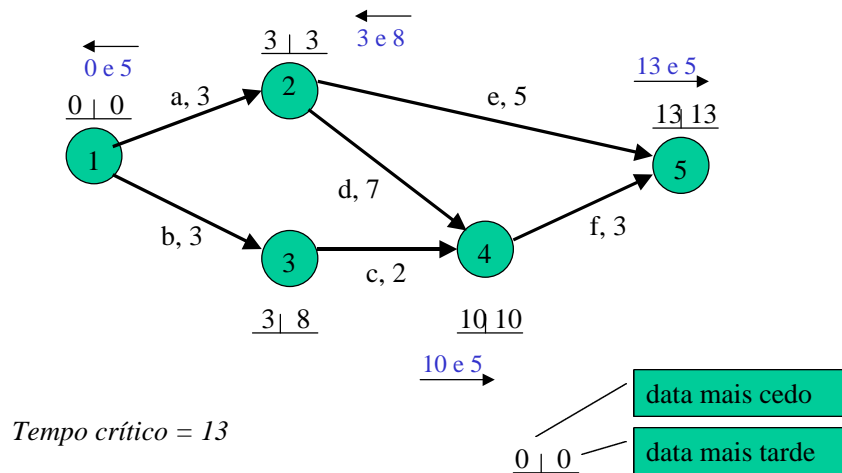 3 | 3
3 e 8
0 e 5
13 e 5
0 | 0
a, 3
2
e, 5
13 | 13
1
5
d, 7
b, 3
f, 3
3
c, 2
4
3 | 8
10 | 10
10 e 5
data mais cedo
Tempo crítico = 13
data mais tarde
0 | 0